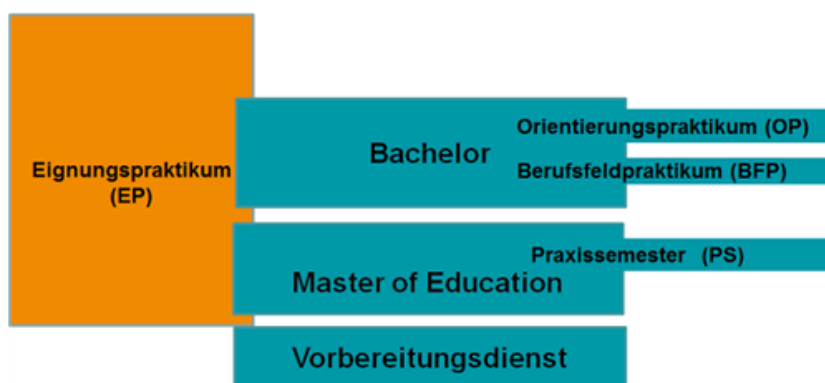 Eignungspraktikum
(EP)
Bachelor
Orientierungspraktikum (OP)
Berufsfeldpraktikum (BFP)
Praxissemester (PS)
Master of Education
Vorbereitungsdienst